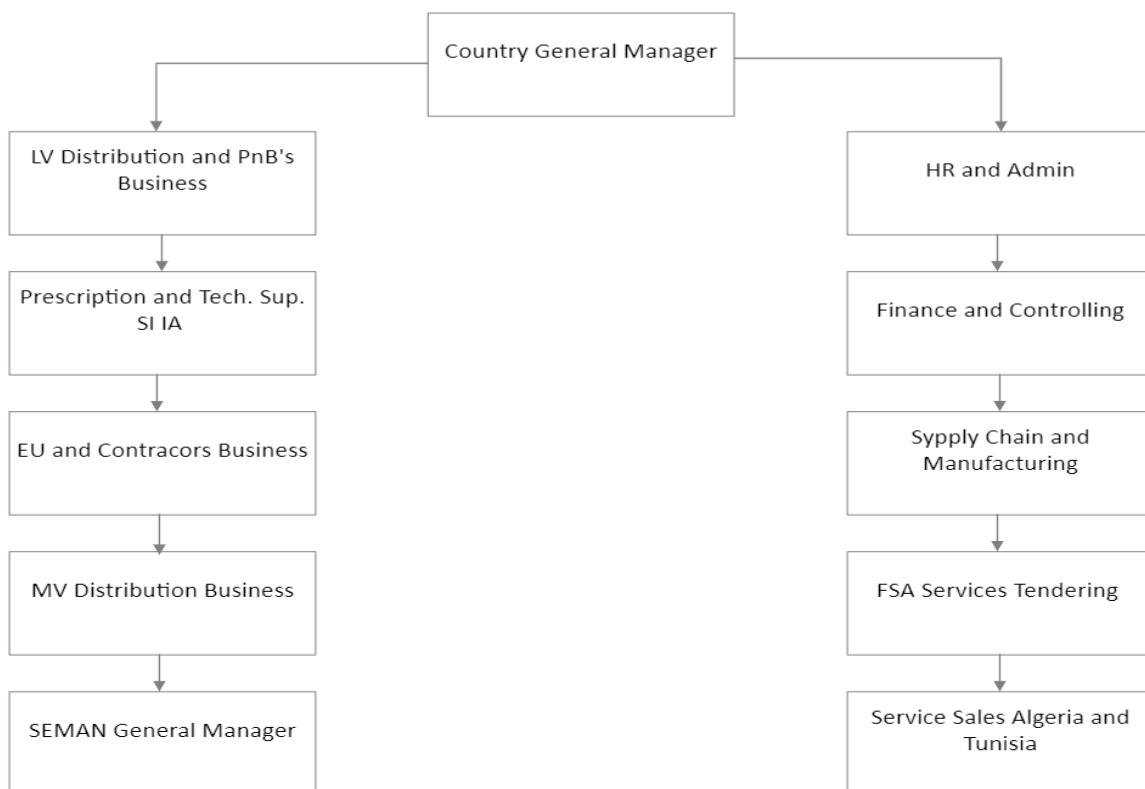 Country General Manager
LV Distribution and PnB's
Business
HR and Admin
Prescription and Tech. Sup.
SI IA
Finance and Controlling
EU and Contracors Business
Sypply Chain and
Manufacturing
MV Distribution Business
FSA Services Tendering
SEMAN General Manager
Service Sales Algeria and
Tunisia